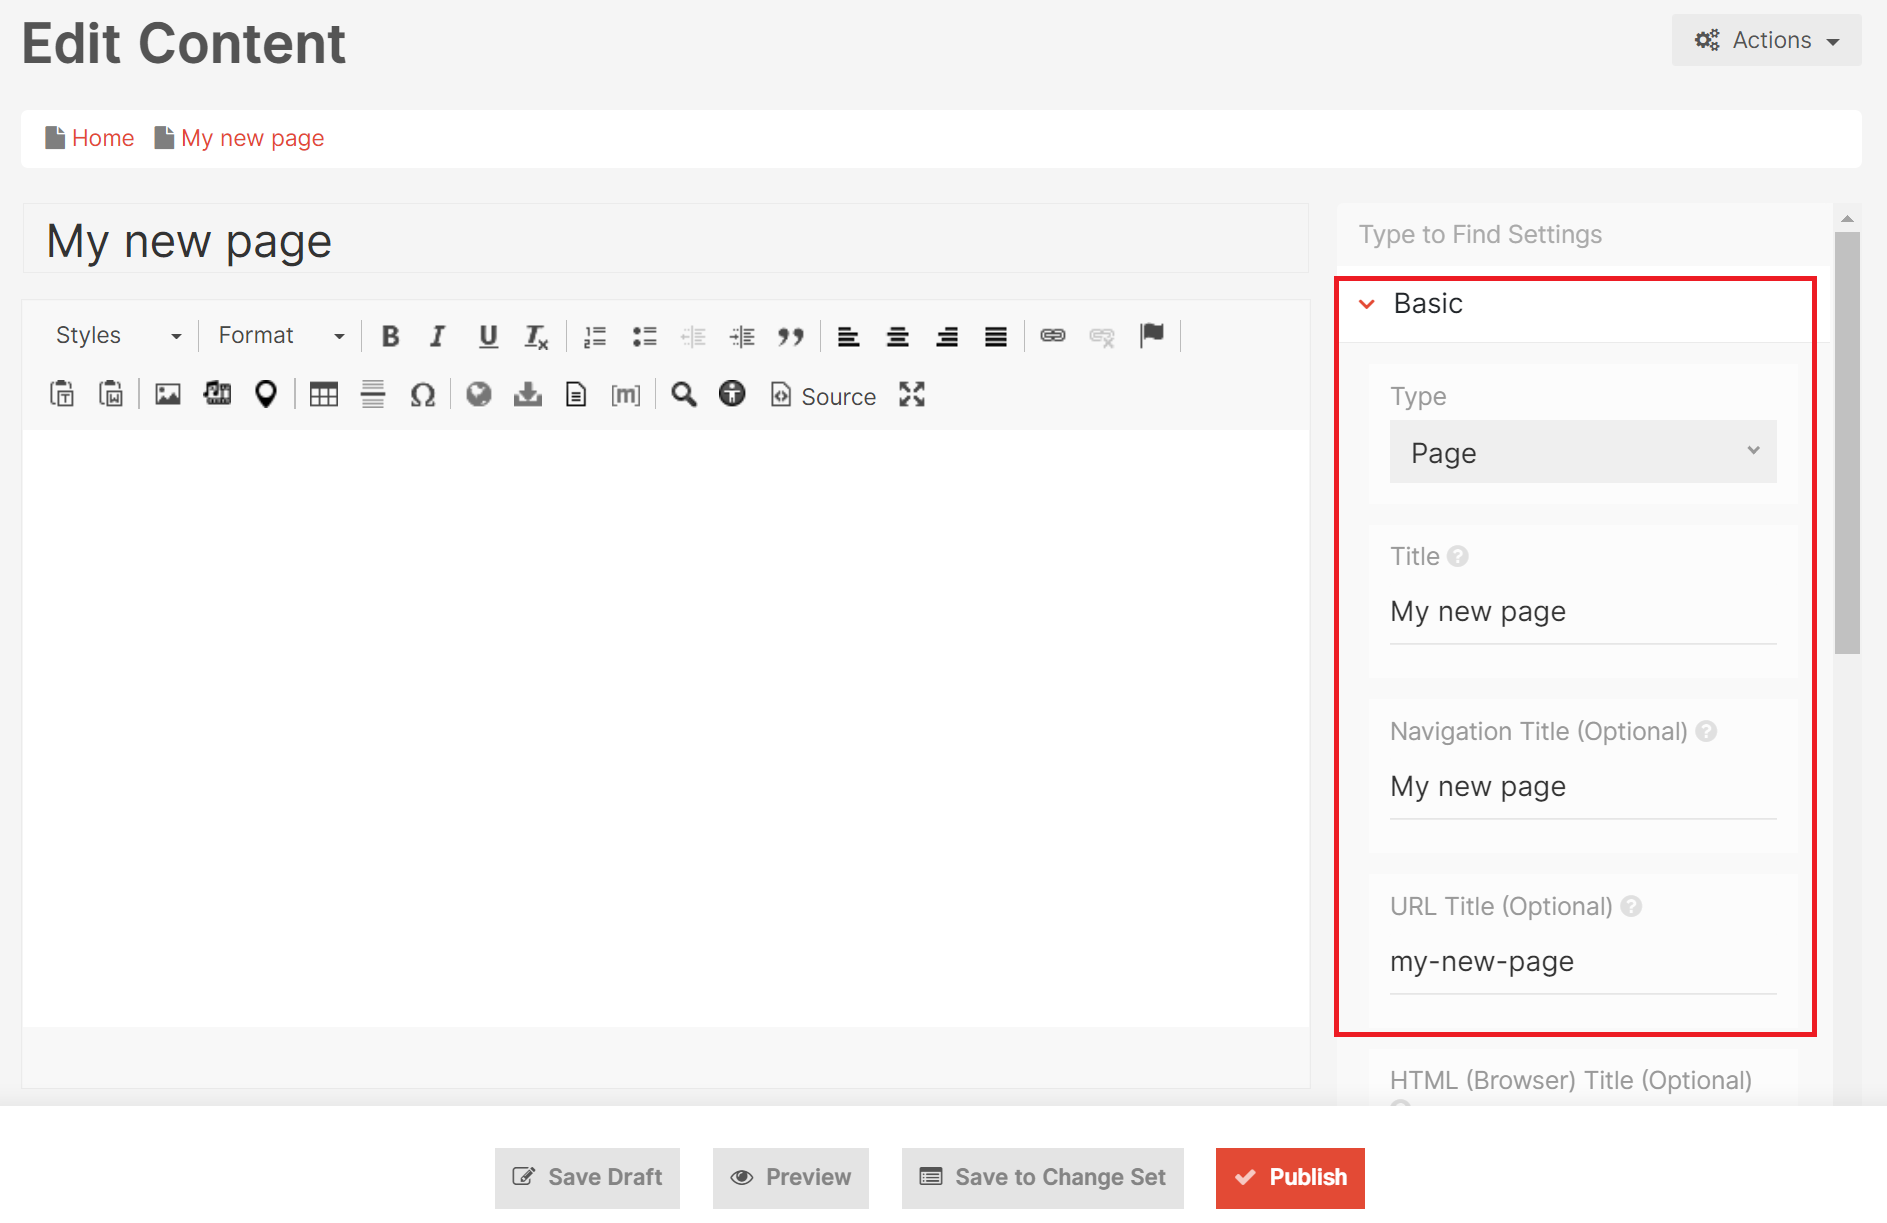 Edit Content
Actions
Home My new page
My new page
Styles Format
Source
Type to Find Settings
Basic
Type
Page
Title
My new page
Navigation Title (Optional)
My new page
URL Title (Optional)
my-new-page
HTML (Browser) Title (Optional)
Save Draft Preview Save to Change Set Publish